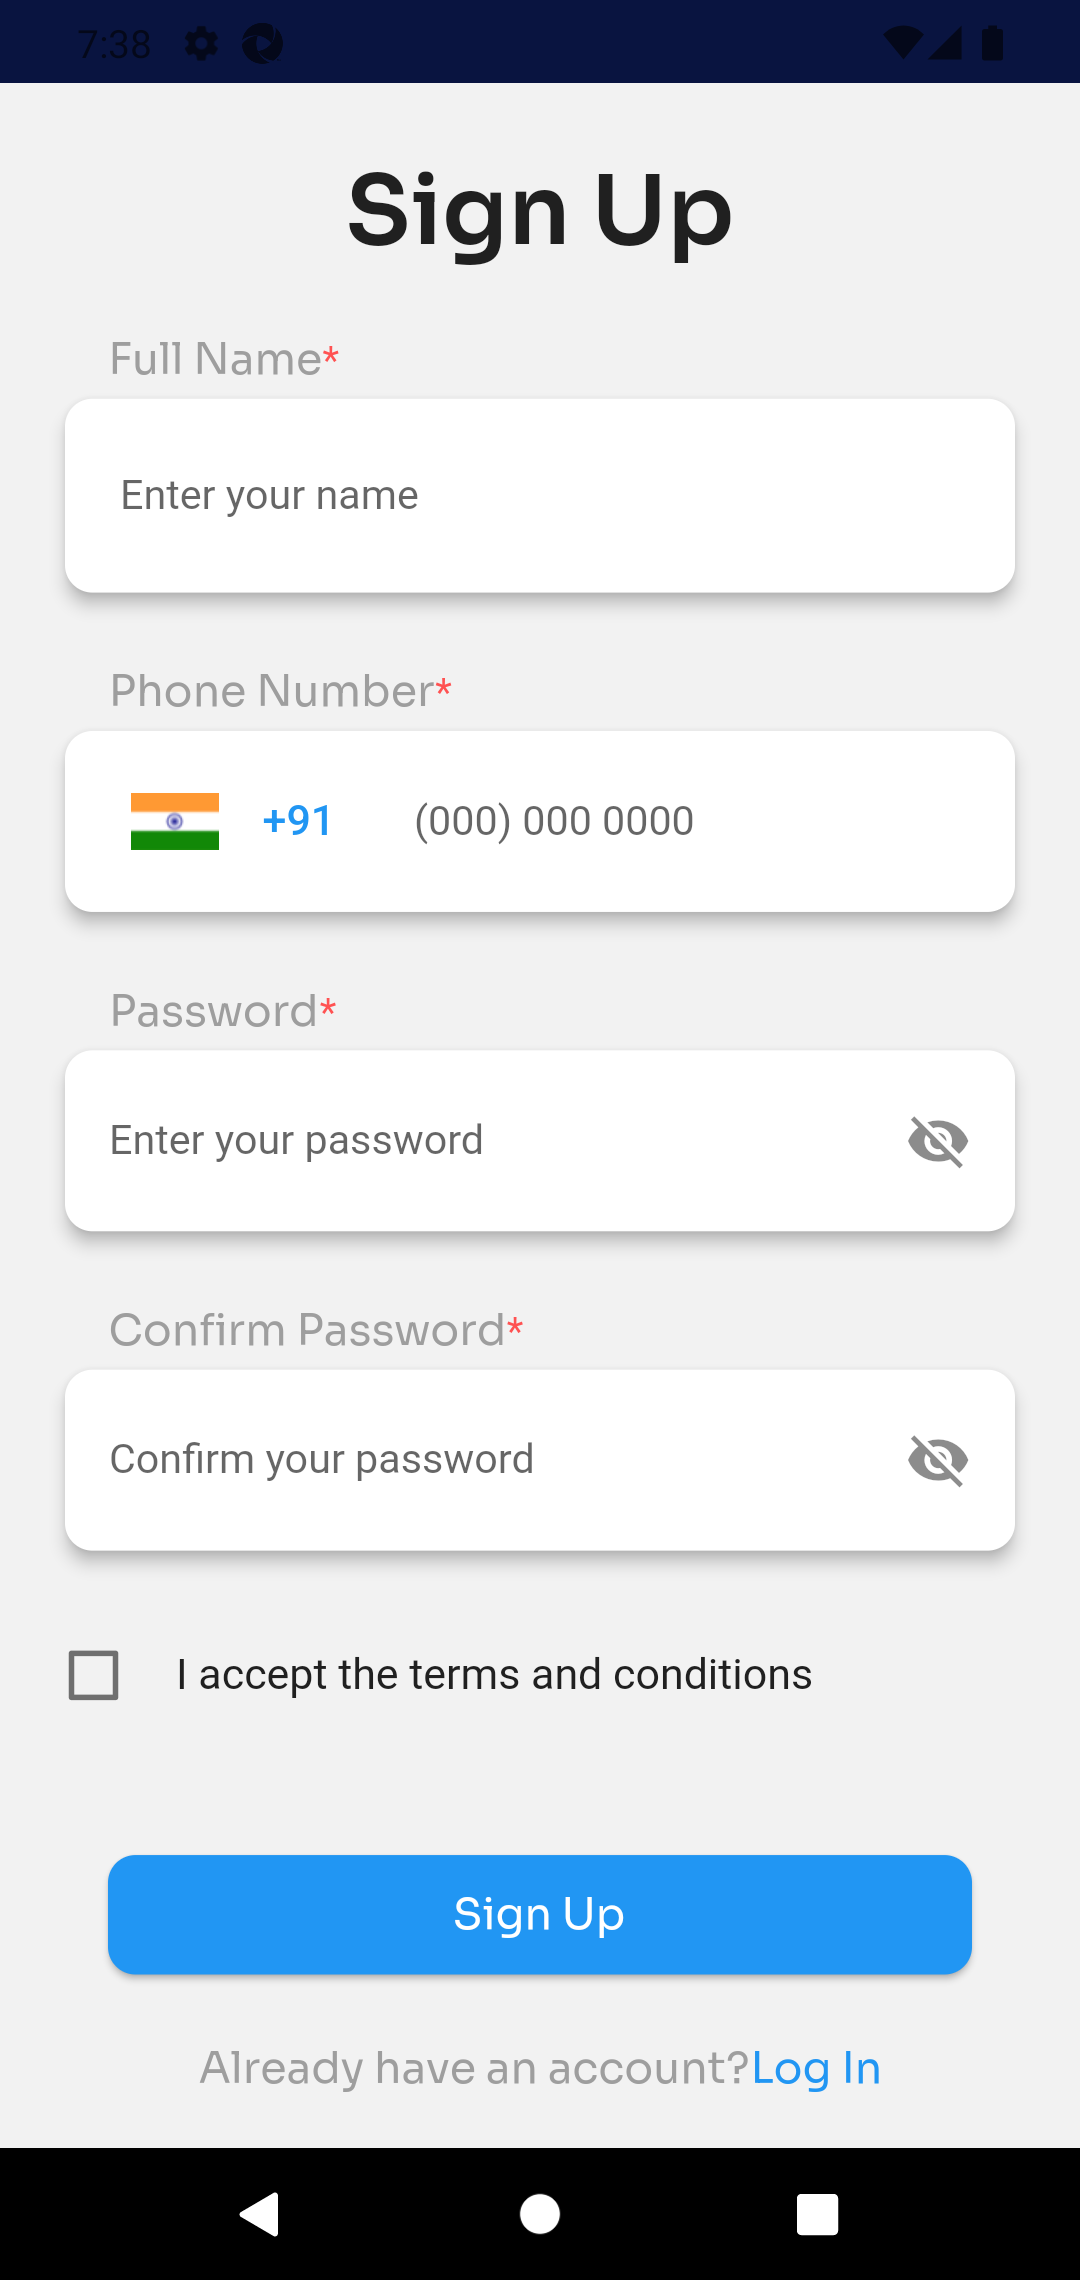 7:38
Sign Up
Full Name*
Enter your name
Phone Number*
+91 (000) 000 0000
Password*
Enter your password
Confirm Password*
Confirm your password
I accept the terms and conditions
Sign Up
Already have an account?Log In